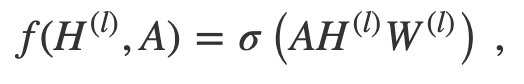 f(H^{(l)}, A) = σ(AH^{(l)}W^{(l)}) ,